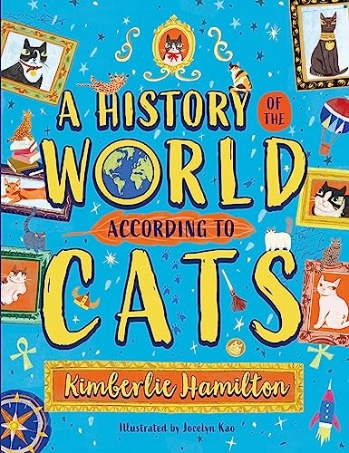 A HISTORY OF THE
WORLD
ACCORDING TO
CATS
Kimberlie Hamilton
Illustrated by Jocelyn Kao